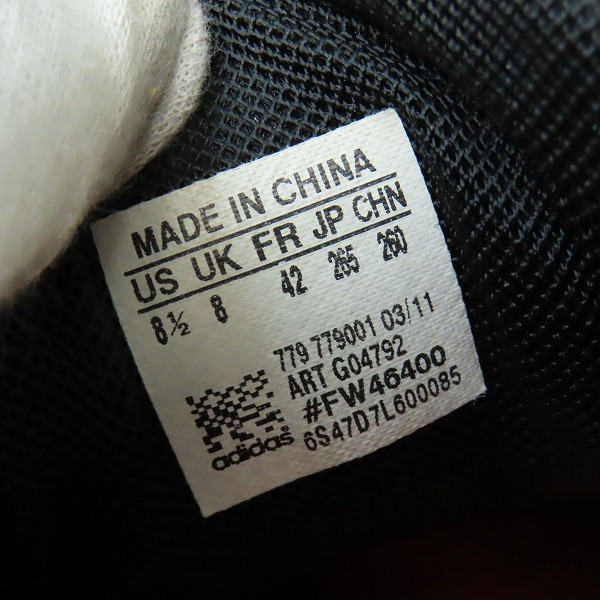 MADE IN CHINA
US UK FR JP CHN
8½ 8 42 265 260
779 779001 03/11
ART G04792
#FW46400
6S47D7L600085
adidas